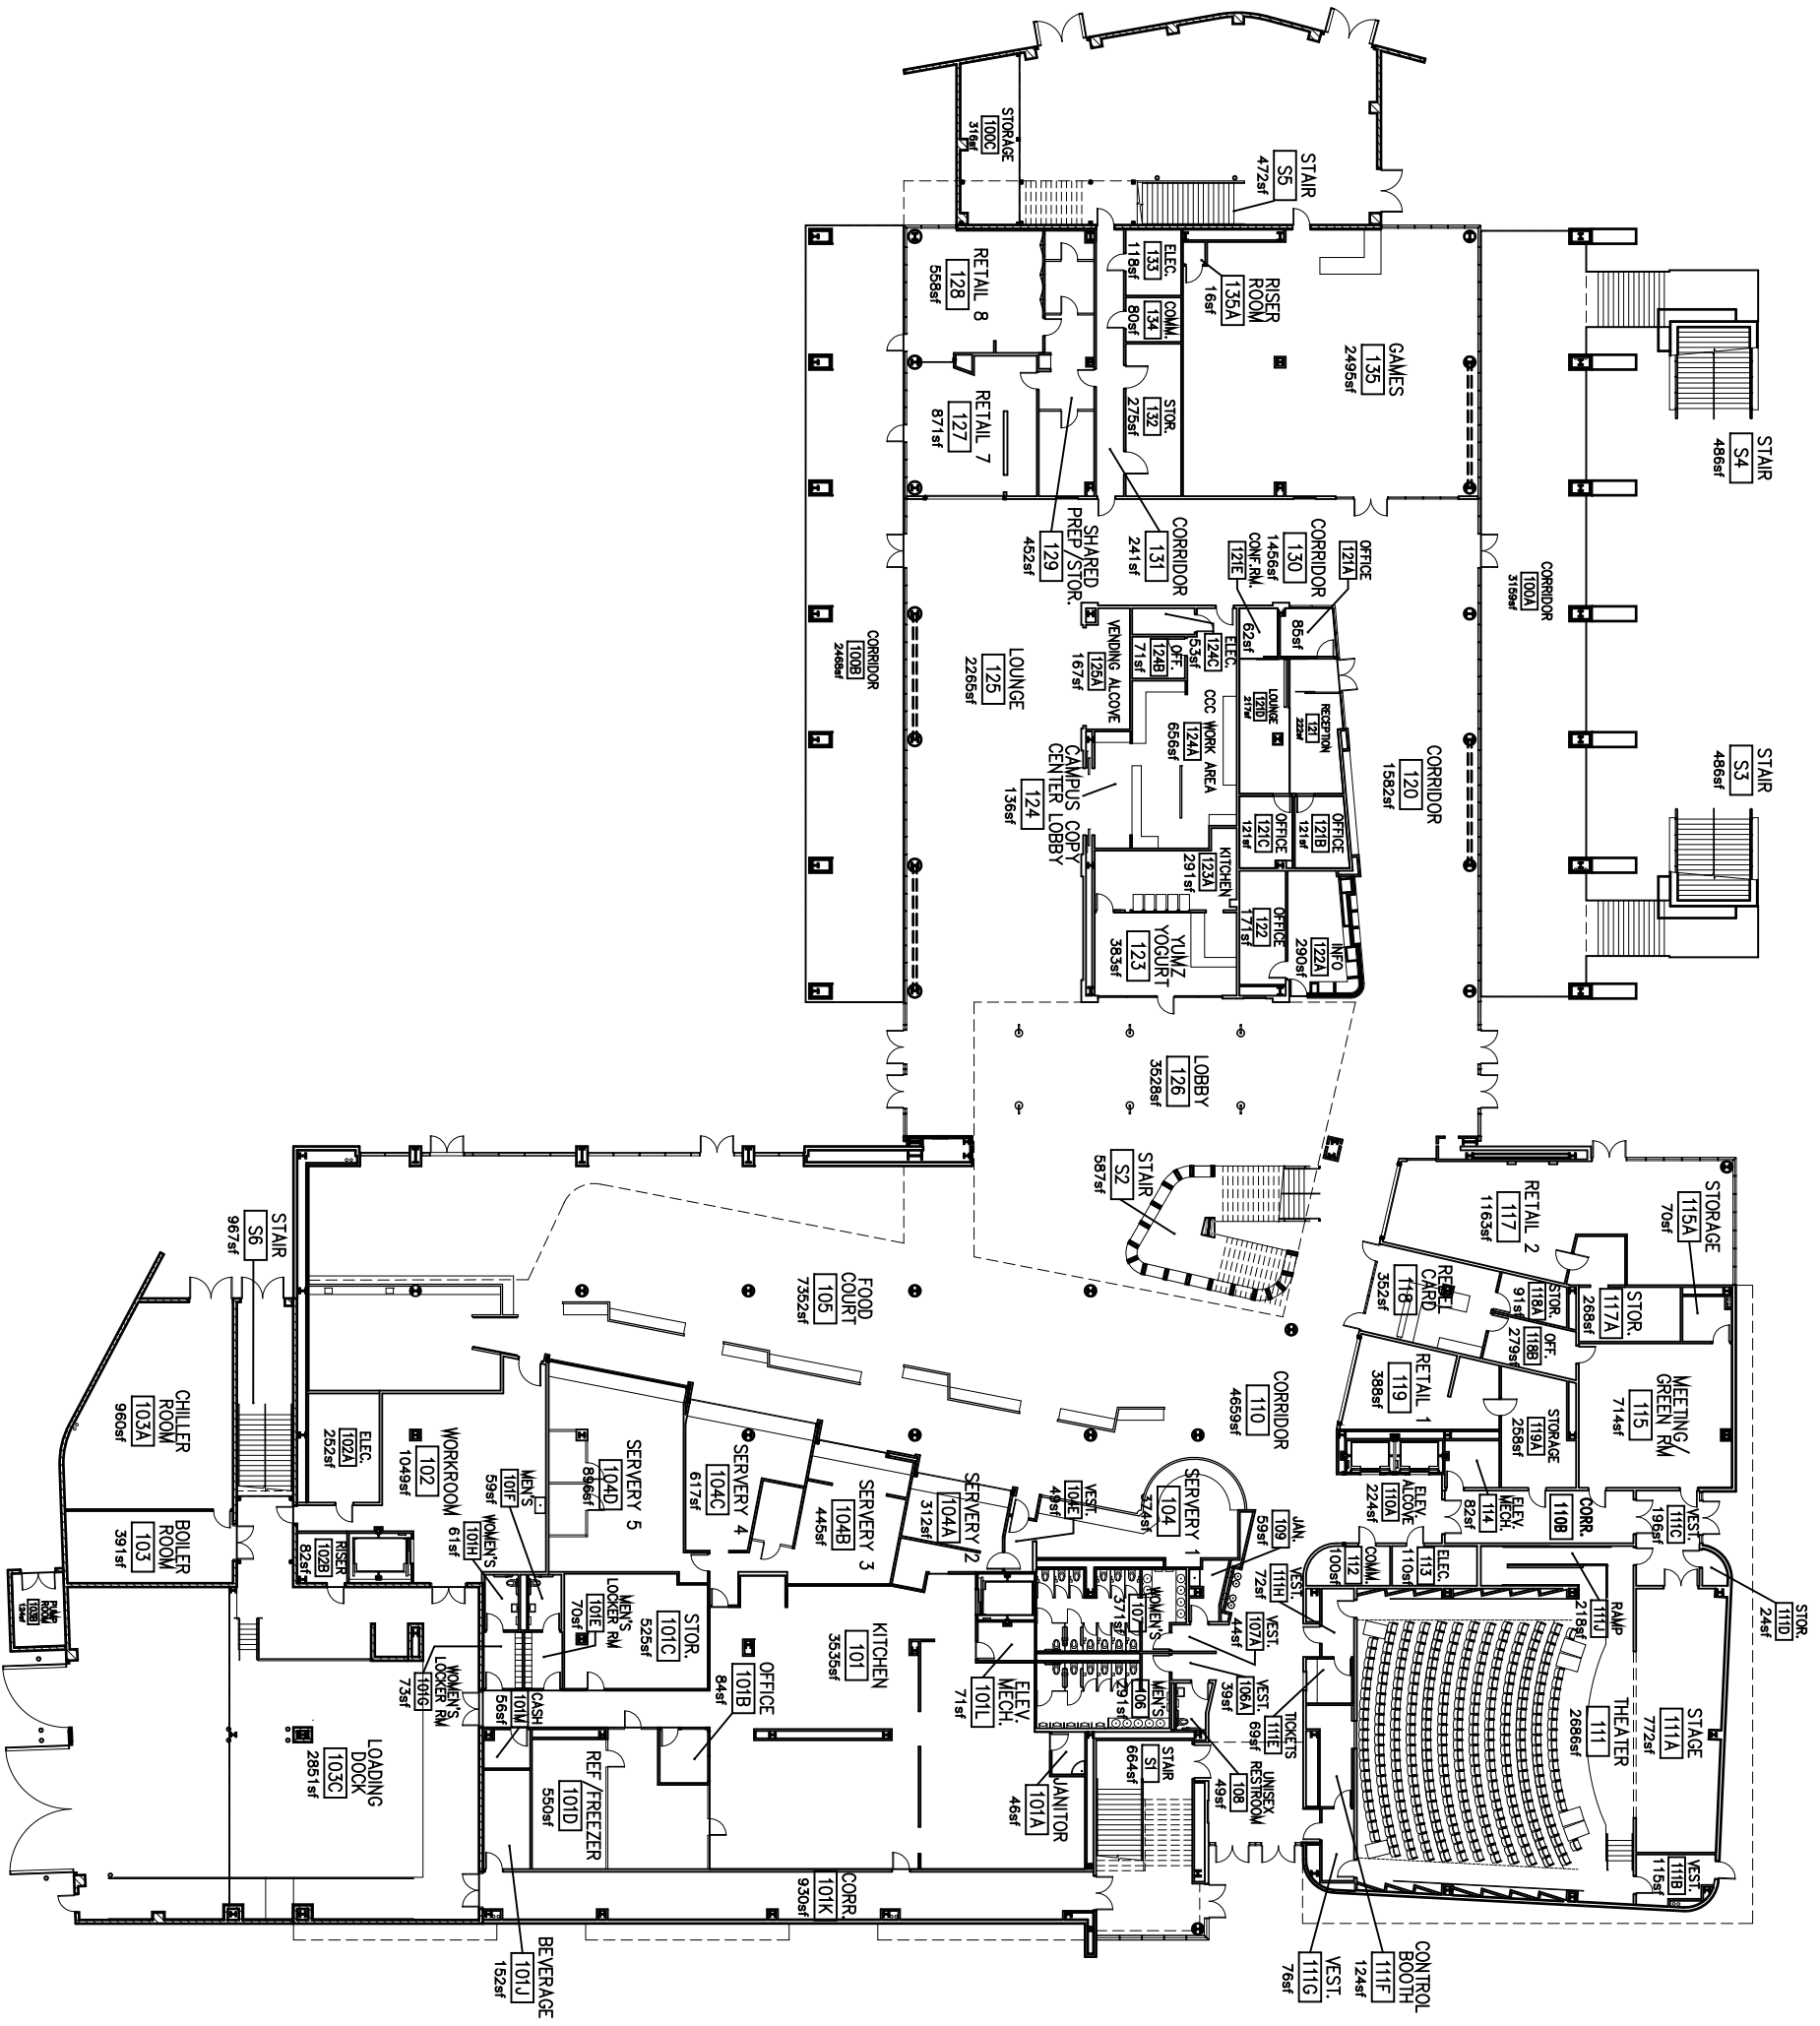 STORAGE
100C
316sf
STAIR
S5
472sf
STAIR
S4
486sf
STAIR
S3
486sf
CORRIDOR
100A
3159sf
RETAIL 8
128
558sf
ELEC.
133
118sf
COMM.
134
80sf
RISER
ROOM
135A
16sf
GAMES
135
2495sf
RETAIL 7
127
871sf
STOR.
132
275sf
SHARED
PREP/STOR.
129
452sf
CORRIDOR
131
241sf
CORRIDOR
130
1456sf
OFFICE
121A
85sf
CONF.RM.
121E
62sf
CORRIDOR
100B
2468sf
LOUNGE
125
2265sf
VENDING ALCOVE
125A
167sf
OFF.
124B
71sf
ELEC.
124C
53sf
CCC WORK AREA
124A
656sf
LOUNGE
121D
217sf
RECEPTION
121
222sf
CORRIDOR
120
1582sf
CAMPUS COPY
CENTER LOBBY
124
136sf
OFFICE
121C
121sf
OFFICE
121B
121sf
KITCHEN
123A
291sf
YUMZ
YOGURT
123
383sf
OFFICE
122
171sf
INFO
122A
290sf
LOBBY
126
3528sf
STAIR
S2
587sf
RETAIL 2
117
1163sf
STORAGE
115A
70sf
STOR.
117A
268sf
118
352sf
CARD
STOR.
118A
91sf
OFF.
118B
279sf
RETAIL 1
119
388sf
MEETING/
GREEN RM
115
714sf
STORAGE
119A
258sf
STAIR
S6
967sf
FOOD
COURT
105
7352sf
CORRIDOR
110
4659sf
ELEV.
ALCOVE
110A
224sf
ELEV.
MECH.
114
82sf
CORR.
110B
VEST.
111C
196sf
CHILLER
ROOM
103A
960sf
BOILER
ROOM
103
391sf
PUMP
ROOM
103B
124sf
ELEC.
102A
252sf
WORKROOM
102
1049sf
RISER
102B
82sf
MEN'S
101F
59sf
WOMEN'S
101H
61sf
SERVERY 5
104D
896sf
SERVERY 4
104C
617sf
SERVERY 3
104B
445sf
SERVERY 2
104A
312sf
VEST.
104E
49sf
SERVERY 1
104
374sf
JAN.
109
59sf
VEST.
111H
72sf
COMM.
112
100sf
ELEC.
113
110sf
RAMP
111J
218sf
STOR.
111D
24sf
MEN'S
LOCKER RM
101E
70sf
STOR.
101C
525sf
WOMEN'S
LOCKER RM
101G
73sf
CASH
101M
56sf
OFFICE
101B
84sf
KITCHEN
101
3535sf
ELEV.
MECH.
101L
71sf
WOMEN'S
107
371sf
VEST.
107A
44sf
MEN'S
106
291sf
VEST.
106A
39sf
TICKETS
111E
69sf
UNISEX
RESTROOM
108
49sf
THEATER
111
2686sf
STAGE
111A
772sf
LOADING
DOCK
103C
2851sf
REF/FREEZER
101D
550sf
JANITOR
101A
46sf
STAIR
S1
664sf
VEST.
111B
115sf
CORR.
101K
930sf
BEVERAGE
101J
152sf
VEST.
111G
76sf
CONTROL
BOOTH
111F
124sf